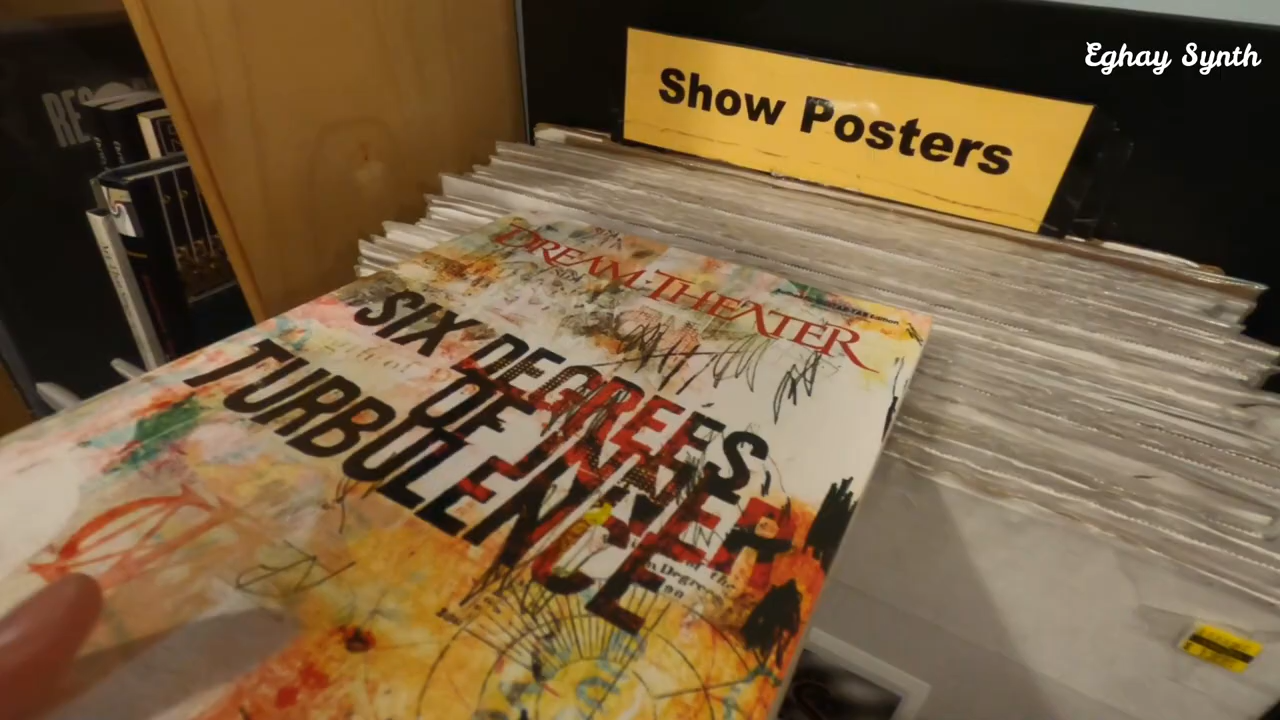 Eghay Synth
Show Posters
DREAM THEATER
SIX DEGREES
OF INNER
TURBULENCE